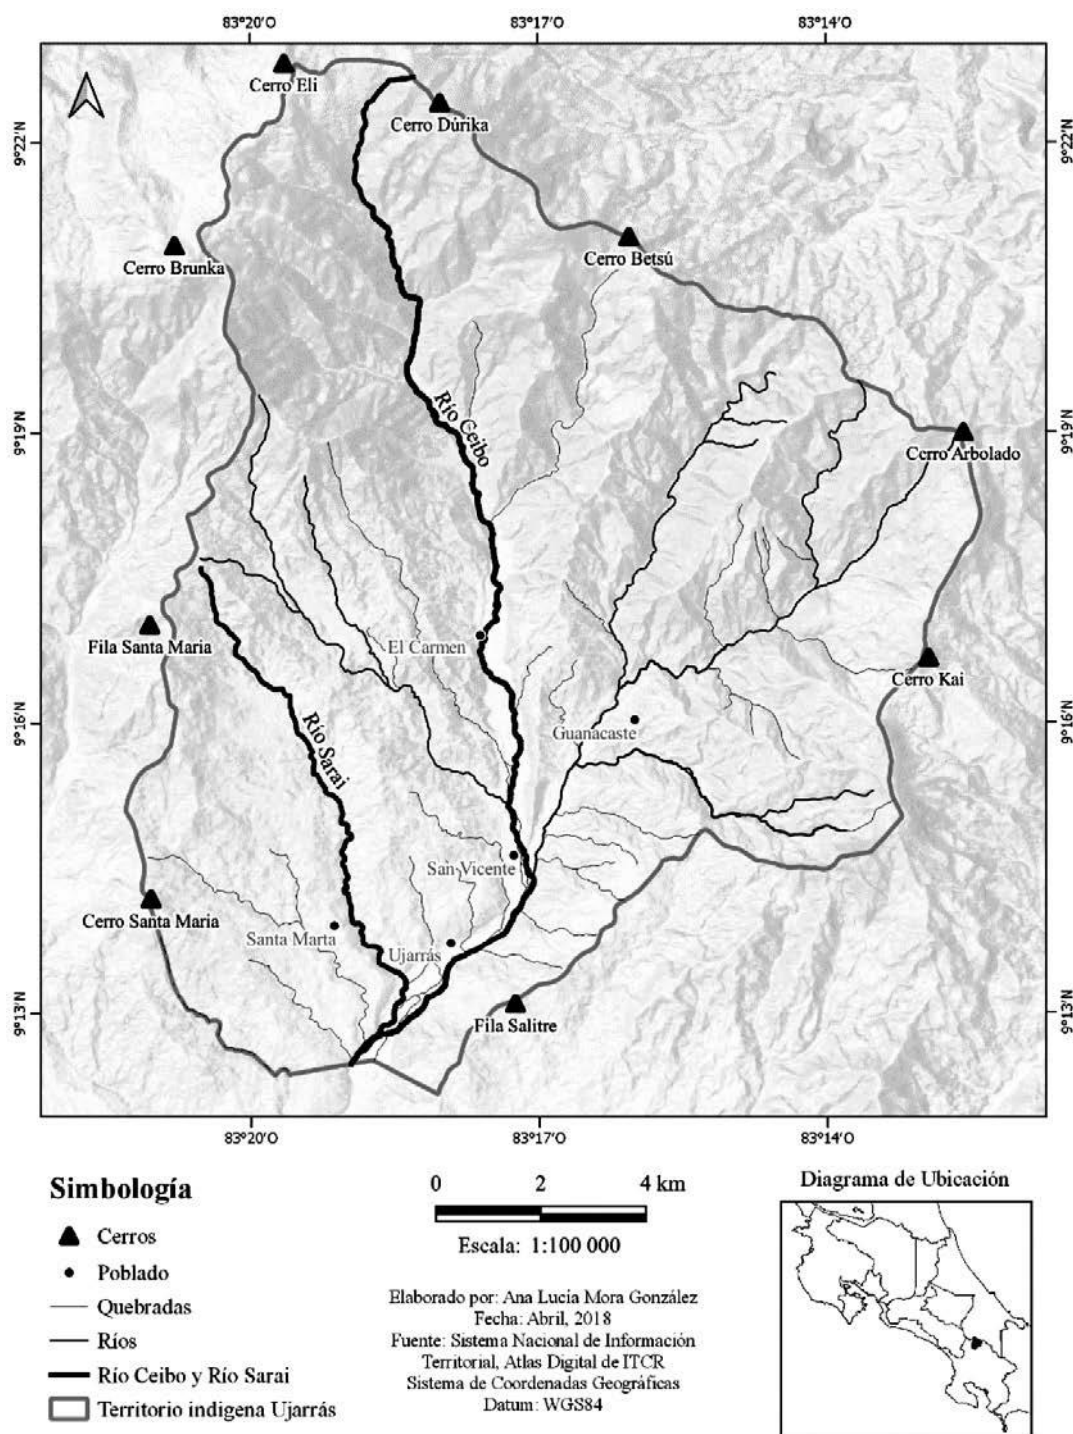 83°20'O 83°17'O 83°14'O
Cerro Eli
Cerro Dúrika
9°22'N 9°22'N
Cerro Betsú
Cerro Brunka
Río Ceibo
9°19'N 9°19'N
Cerro Arbolado
El Carmen
Fila Santa Maria
Cerro Kai
Río Sarai
9°16'N 9°16'N
Guanacaste
San Vicente
Cerro Santa Maria
Santa Marta
Ujarrás
9°13'N 9°13'N
Fila Salitre
83°20'O 83°17'O 83°14'O
Simbología
Cerros
Poblado
Quebradas
Ríos
Río Ceibo y Río Sarai
Territorio indigena Ujarrás
0 2 4 km
Escala: 1:100 000
Elaborado por: Ana Lucía Mora González
Fecha: Abril, 2018
Fuente: Sistema Nacional de Información
Territorial, Atlas Digital de ITCR
Sistema de Coordenadas Geográficas
Datum: WGS84
Diagrama de Ubicación